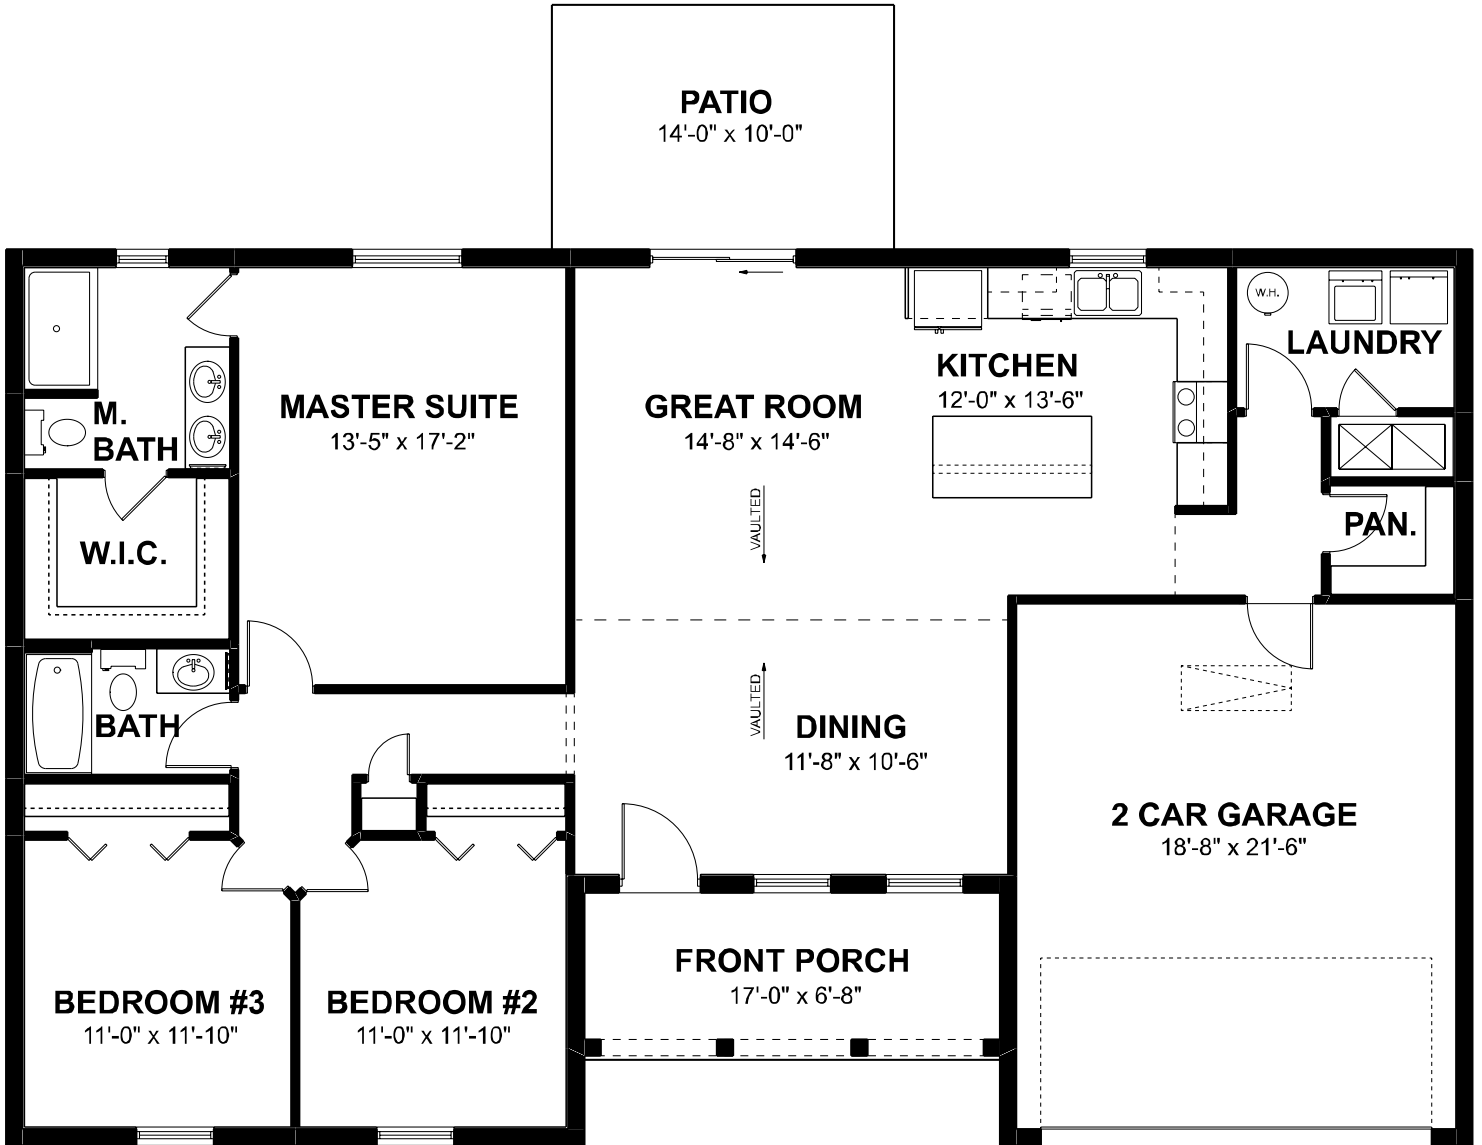 PATIO
14'-0" x 10'-0"
W.H.
LAUNDRY
KITCHEN
12'-0" x 13'-6"
MASTER SUITE
13'-5" x 17'-2"
GREAT ROOM
14'-8" x 14'-6"
M.
BATH
VAULTED
PAN.
W.I.C.
VAULTED
BATH
DINING
11'-8" x 10'-6"
2 CAR GARAGE
18'-8" x 21'-6"
FRONT PORCH
17'-0" x 6'-8"
BEDROOM #3
11'-0" x 11'-10"
BEDROOM #2
11'-0" x 11'-10"